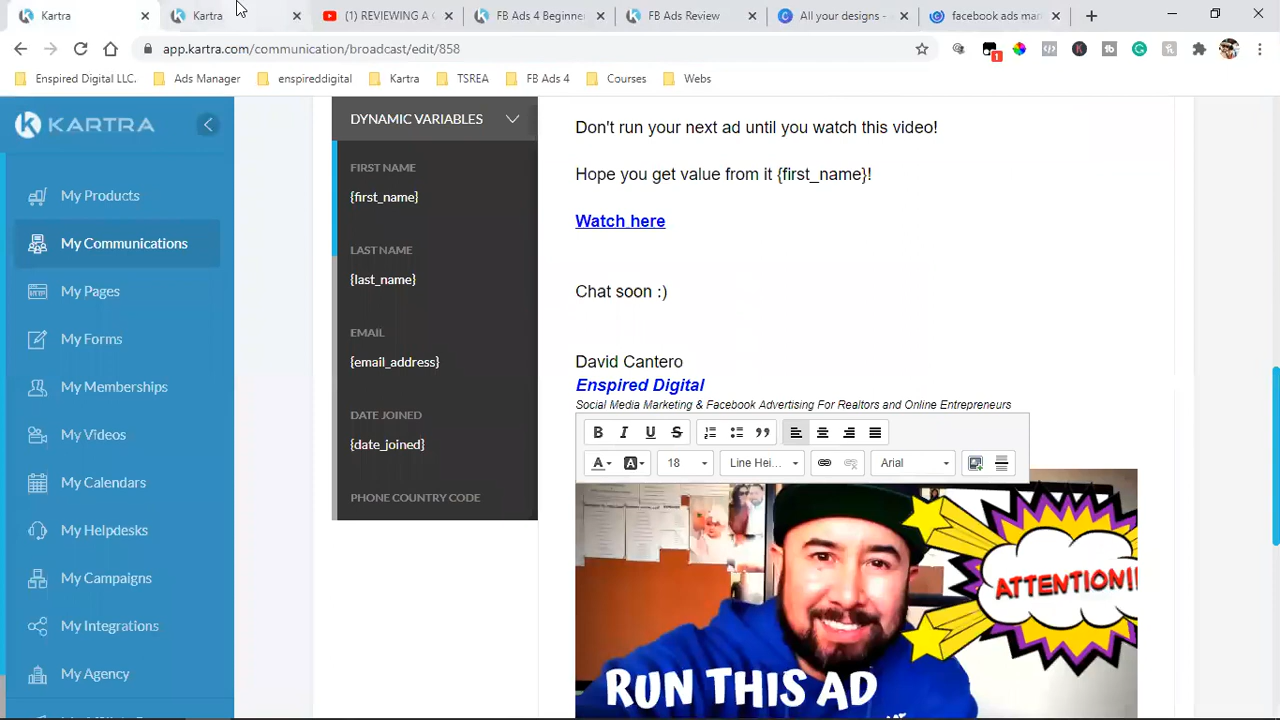 Kartra
Kartra
(1) REVIEWING A
FB Ads 4 Beginne
FB Ads Review
All your designs -
facebook ads ma
app.kartra.com/communication/broadcast/edit/858
1
Enspired Digital LLC.
Ads Manager
enspireddigital
Kartra
TSREA
FB Ads 4
Courses
Webs
KARTRA
My Products
My Communications
My Pages
My Forms
My Memberships
My Videos
My Calendars
My Helpdesks
My Campaigns
My Integrations
My Agency
DYNAMIC VARIABLES
FIRST NAME
{first_name}
LAST NAME
{last_name}
EMAIL
{email_address}
DATE JOINED
{date_joined}
PHONE COUNTRY CODE
Don't run your next ad until you watch this video!
Hope you get value from it {first_name}!
Watch here
Chat soon :)
David Cantero
Enspired Digital
Social Media Marketing & Facebook Advertising For Realtors and Online Entrepreneurs
B I U S
A A 18 Line Hei... Arial
ATTENTION!!
RUN THIS AD